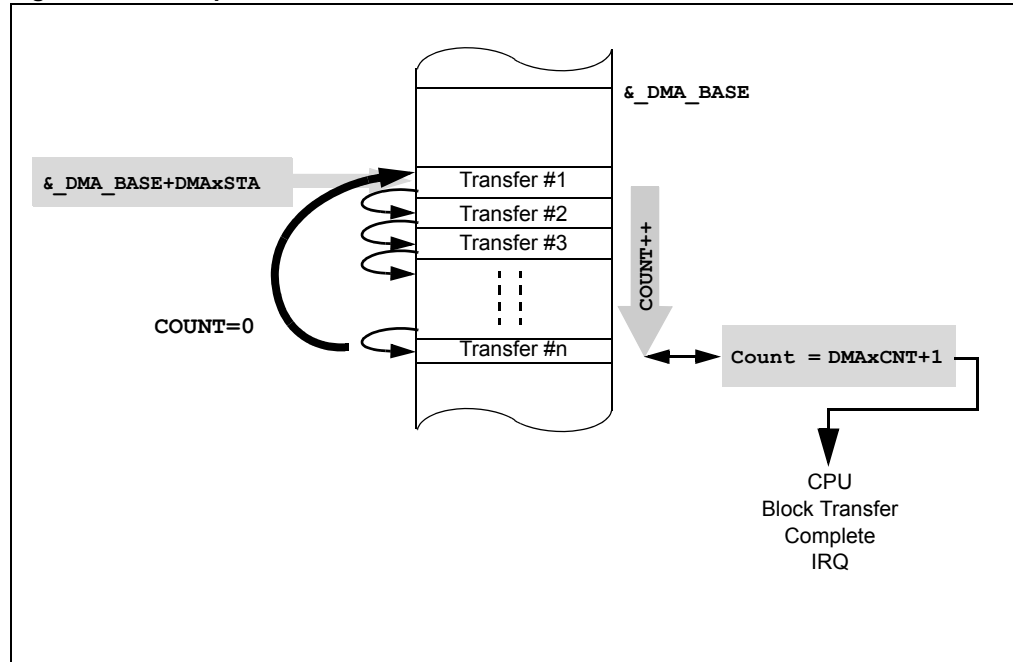 &_DMA_BASE
&_DMA_BASE+DMAxSTA
Transfer #1
Transfer #2
Transfer #3
COUNT++
COUNT=0
Transfer #n
Count = DMAxCNT+1
CPU
Block Transfer
Complete
IRQ